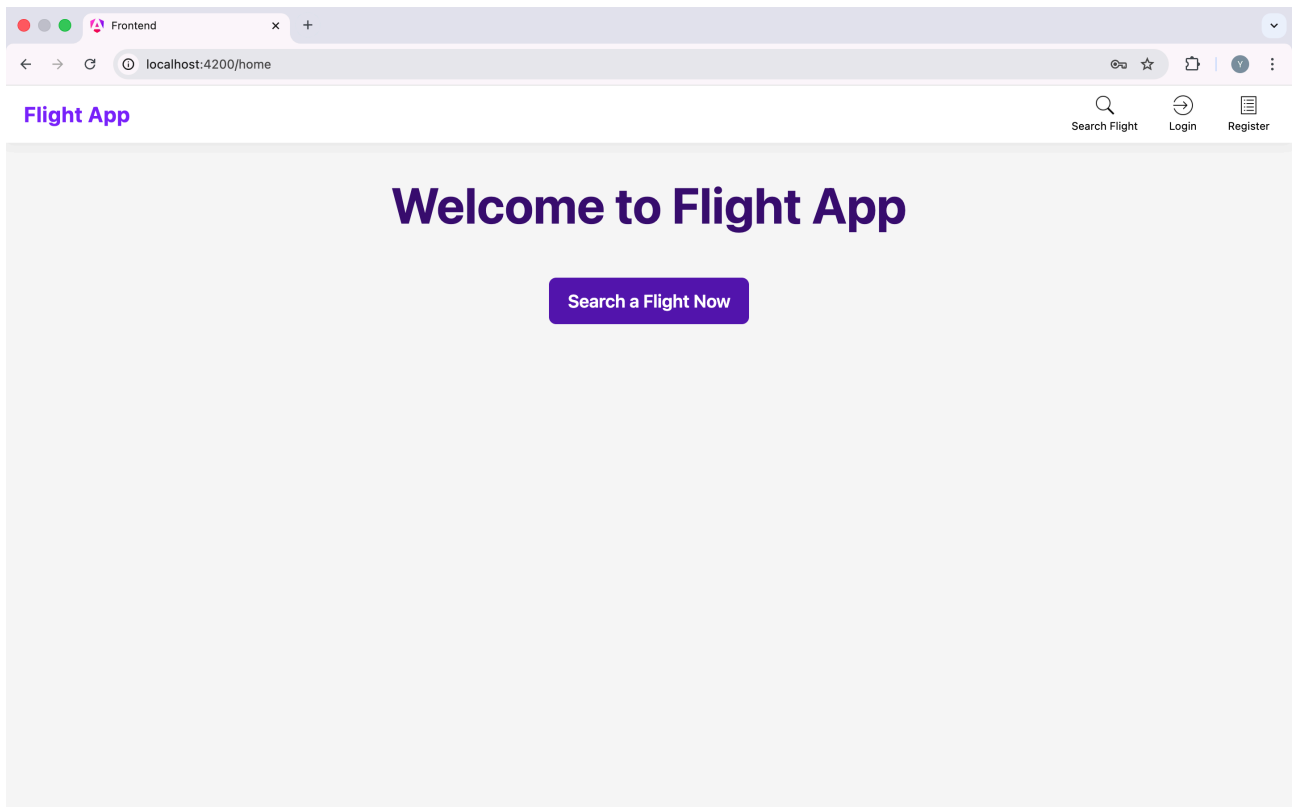 Frontend
localhost:4200/home
Y
Flight App
Search Flight
Login
Register
Welcome to Flight App
Search a Flight Now